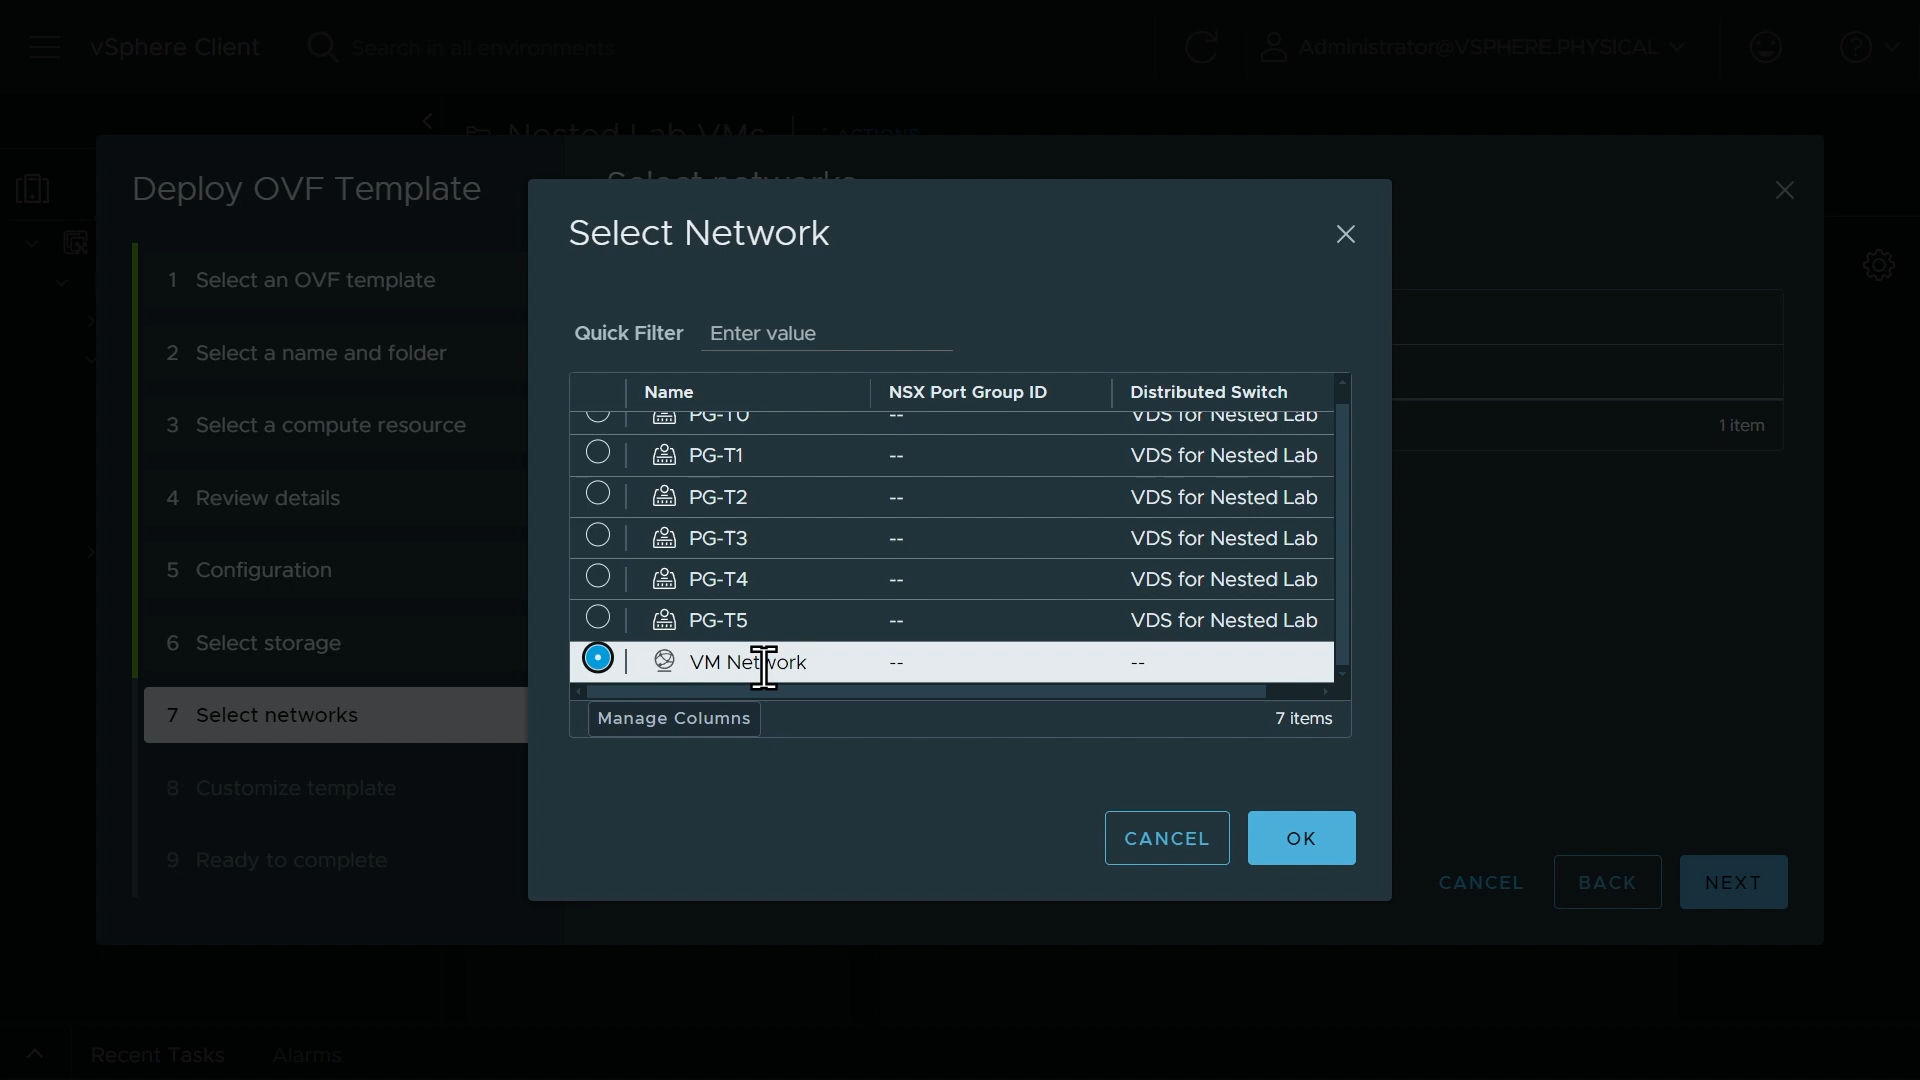 vSphere Client
Search in all environments
Administrator@VSPHERE.PHYSICAL
Nested Lab VMs
ACTIONS
Deploy OVF Template
Select networks
1 Select an OVF template
2 Select a name and folder
3 Select a compute resource
4 Review details
5 Configuration
6 Select storage
7 Select networks
8 Customize template
9 Ready to complete
1 item
CANCEL
BACK
NEXT
Select Network
Quick Filter
Enter value
Name NSX Port Group ID Distributed Switch
PG-T0 -- VDS for Nested Lab
PG-T1 -- VDS for Nested Lab
PG-T2 -- VDS for Nested Lab
PG-T3 -- VDS for Nested Lab
PG-T4 -- VDS for Nested Lab
PG-T5 -- VDS for Nested Lab
VM Network -- --
Manage Columns
7 items
CANCEL
OK
Recent Tasks
Alarms